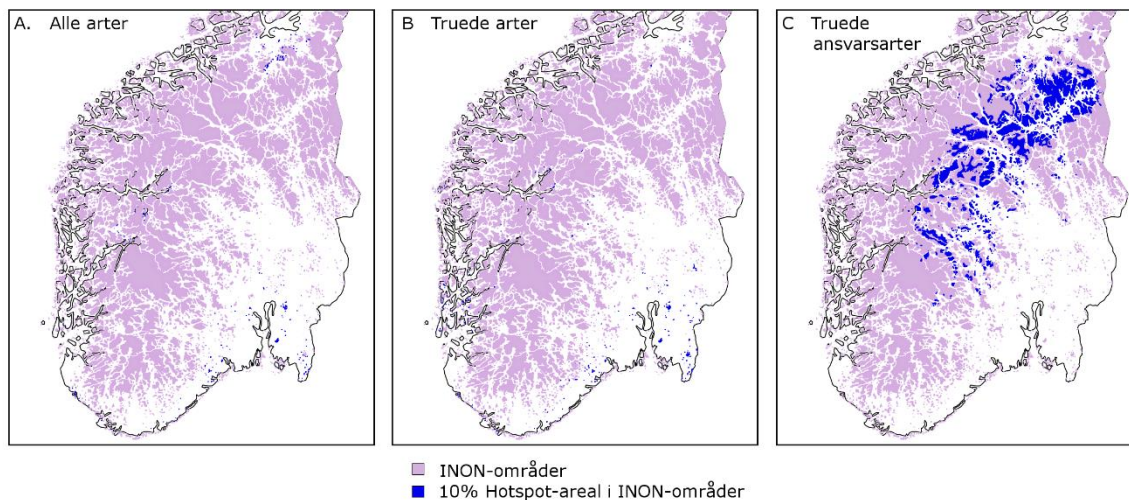 A. Alle arter
B Truede arter
C Truede
ansvarsarter
INON-områder
10% Hotspot-areal i INON-områder